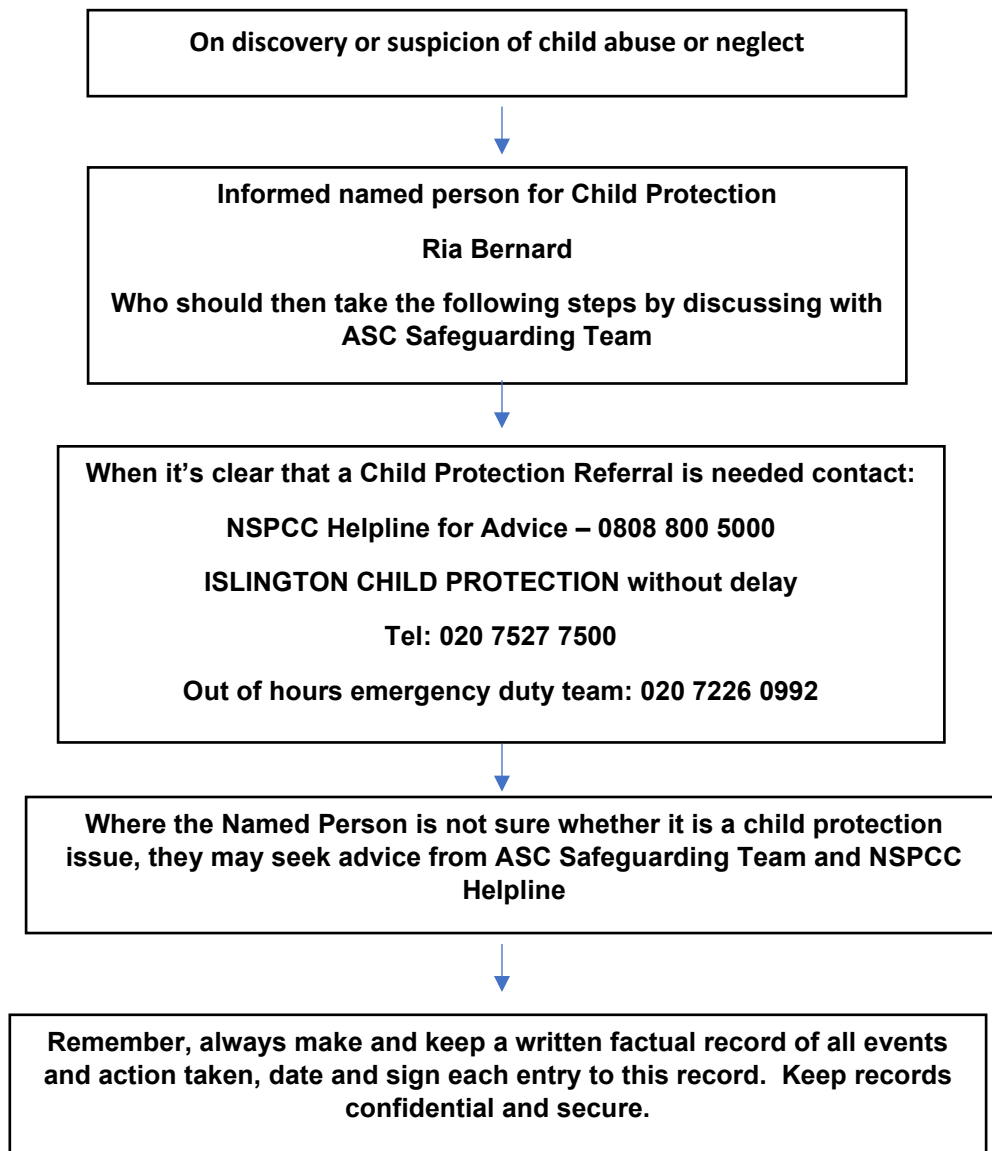 On discovery or suspicion of child abuse or neglect
Informed named person for Child Protection
Ria Bernard
Who should then take the following steps by discussing with
ASC Safeguarding Team
When it’s clear that a Child Protection Referral is needed contact:
NSPCC Helpline for Advice – 0808 800 5000
ISLINGTON CHILD PROTECTION without delay
Tel: 020 7527 7500
Out of hours emergency duty team: 020 7226 0992
Where the Named Person is not sure whether it is a child protection
issue, they may seek advice from ASC Safeguarding Team and NSPCC
Helpline
Remember, always make and keep a written factual record of all events
and action taken, date and sign each entry to this record.  Keep records
confidential and secure.